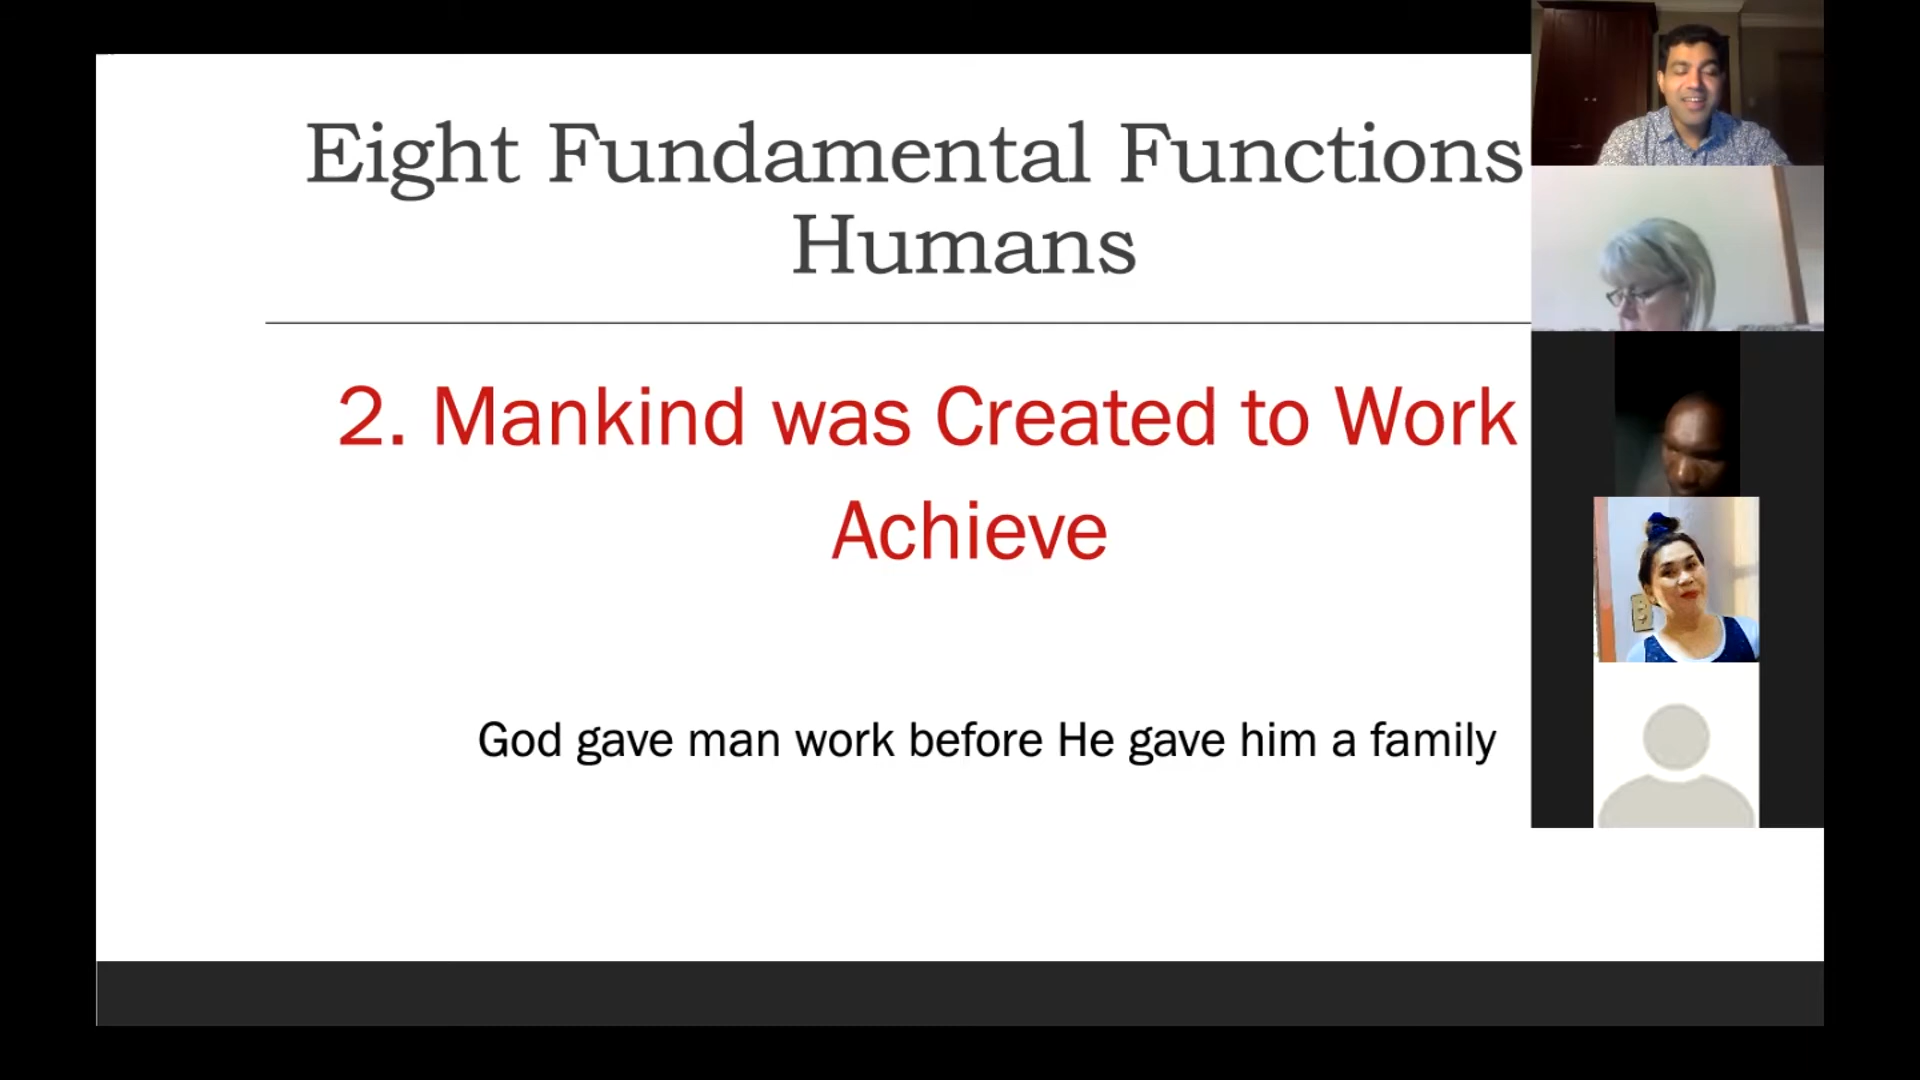 Eight Fundamental Functions
Humans
2. Mankind was Created to Work
Achieve
God gave man work before He gave him a family